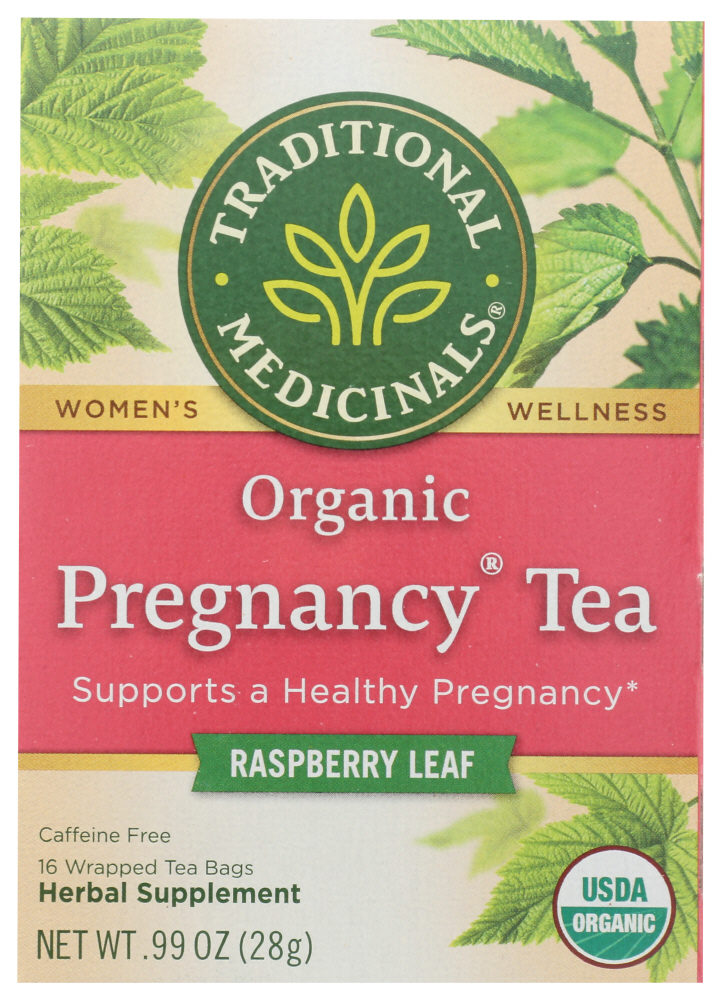 TRADITIONAL
MEDICINALS®
WOMEN'S WELLNESS
Organic
Pregnancy® Tea
Supports a Healthy Pregnancy*
RASPBERRY LEAF
Caffeine Free
16 Wrapped Tea Bags
Herbal Supplement
NET WT .99 OZ (28g)
USDA
ORGANIC